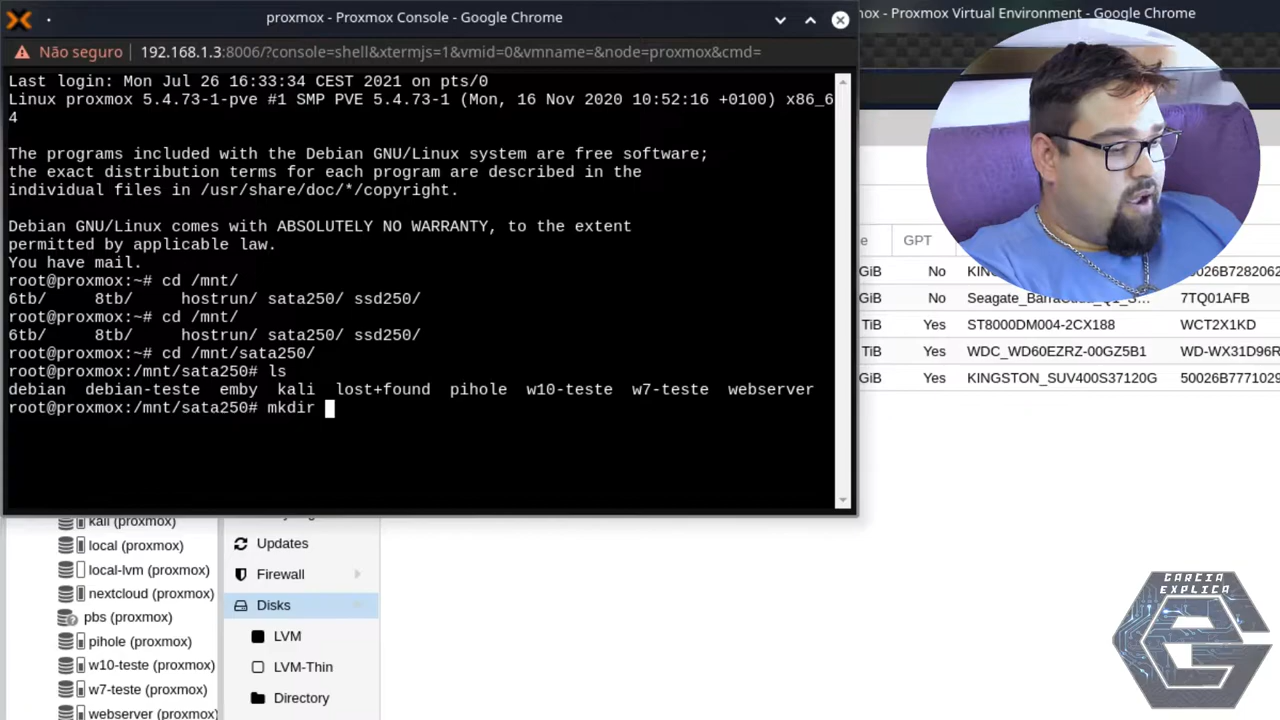 proxmox - Proxmox Console - Google Chrome
mox - Proxmox Virtual Environment - Google Chrome
Não seguro 192.168.1.3:8006/?console=shell&xtermjs=1&vmid=0&vmname=&node=proxmox&cmd=
Last login: Mon Jul 26 16:33:34 CEST 2021 on pts/0
Linux proxmox 5.4.73-1-pve #1 SMP PVE 5.4.73-1 (Mon, 16 Nov 2020 10:52:16 +0100) x86_6
4
The programs included with the Debian GNU/Linux system are free software;
the exact distribution terms for each program are described in the
individual files in /usr/share/doc/*/copyright.
Debian GNU/Linux comes with ABSOLUTELY NO WARRANTY, to the extent
permitted by applicable law.
You have mail.
root@proxmox:~# cd /mnt/
6tb/ 8tb/ hostrun/ sata250/ ssd250/
root@proxmox:~# cd /mnt/
6tb/ 8tb/ hostrun/ sata250/ ssd250/
root@proxmox:~# cd /mnt/sata250/
root@proxmox:/mnt/sata250# ls
debian debian-teste emby kali lost+found pihole w10-teste w7-teste webserver
root@proxmox:/mnt/sata250# mkdir
e GPT
GiB No KING 0026B7282062
GiB No Seagate_BarraCuda_Q1_S... 7TQ01AFB
TiB Yes ST8000DM004-2CX188 WCT2X1KD
TiB Yes WDC_WD60EZRZ-00GZ5B1 WD-WX31D96R
GiB Yes KINGSTON_SUV400S37120G 50026B7771029
kali (proxmox)
local (proxmox)
local-lvm (proxmox)
nextcloud (proxmox)
pbs (proxmox)
pihole (proxmox)
w10-teste (proxmox)
w7-teste (proxmox)
webserver (proxmox)
Updates
Firewall
Disks
LVM
LVM-Thin
Directory
GARCIA
EXPLICA